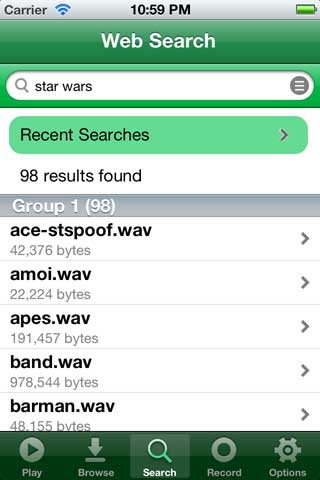 Carrier 10:59 PM
Web Search
star wars
Recent Searches
98 results found
Group 1 (98)
ace-stspoof.wav
42,376 bytes
amoi.wav
22,224 bytes
apes.wav
191,457 bytes
band.wav
978,544 bytes
barman.wav
48,155 bytes
Play Browse Search Record Options